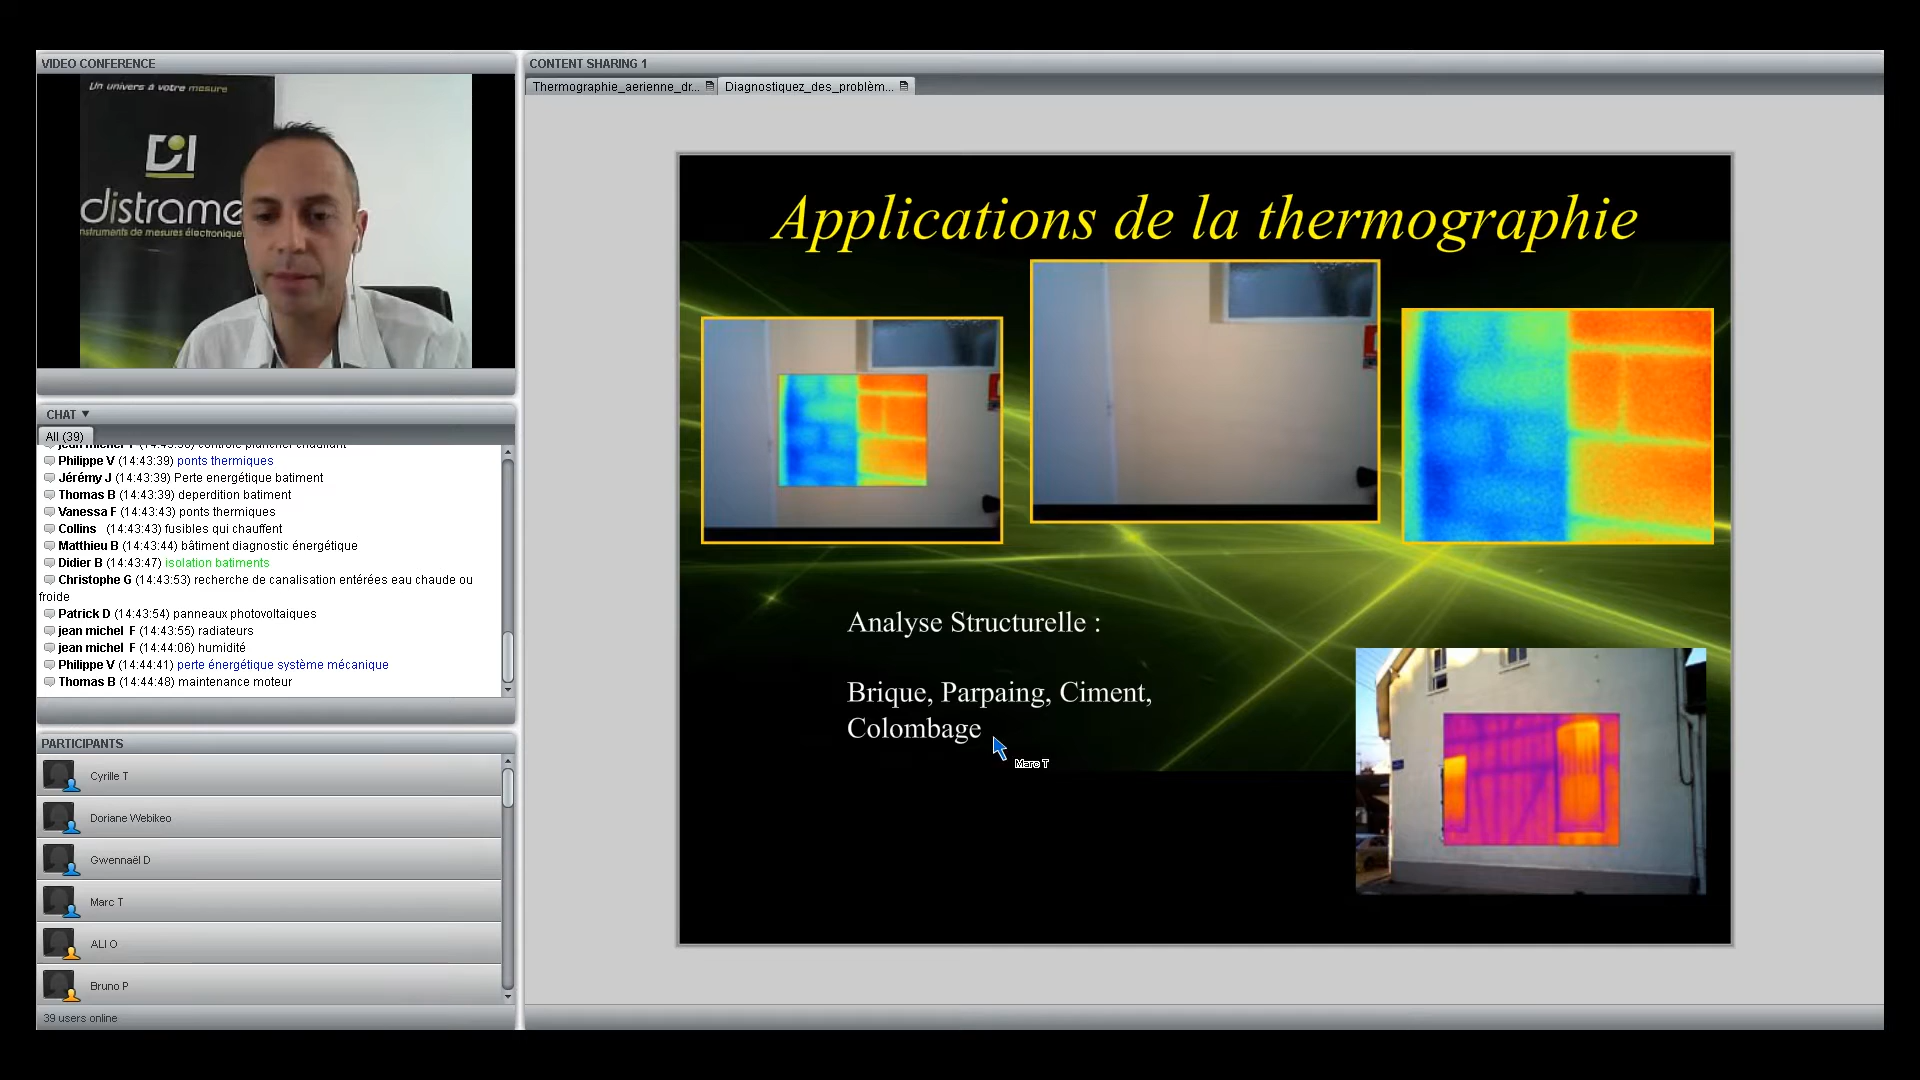 VIDEO CONFERENCE
Un univers à votre mesure
distrame
instruments de mesures électronique
CHAT
All (39)
Philippe V (14:43:39) ponts thermiques
Jérémy J (14:43:39) Perte energétique batiment
Thomas B (14:43:39) deperdition batiment
Vanessa F (14:43:43) ponts thermiques
Collins (14:43:43) fusibles qui chauffent
Matthieu B (14:43:44) bâtiment diagnostic énergétique
Didier B (14:43:47) isolation batiments
Christophe G (14:43:53) recherche de canalisation entérées eau chaude ou
froide
Patrick D (14:43:54) panneaux photovoltaiques
jean michel F (14:43:55) radiateurs
jean michel F (14:44:06) humidité
Philippe V (14:44:41) perte énergétique système mécanique
Thomas B (14:44:48) maintenance moteur
PARTICIPANTS
Cyrille T
Doriane Webikeo
Gwennaël D
Marc T
ALI O
Bruno P
39 users online
CONTENT SHARING 1
Thermographie_aerienne_dr...
Diagnostiquez_des_problèm...
Applications de la thermographie
Analyse Structurelle :
Brique, Parpaing, Ciment,
Colombage
Marc T